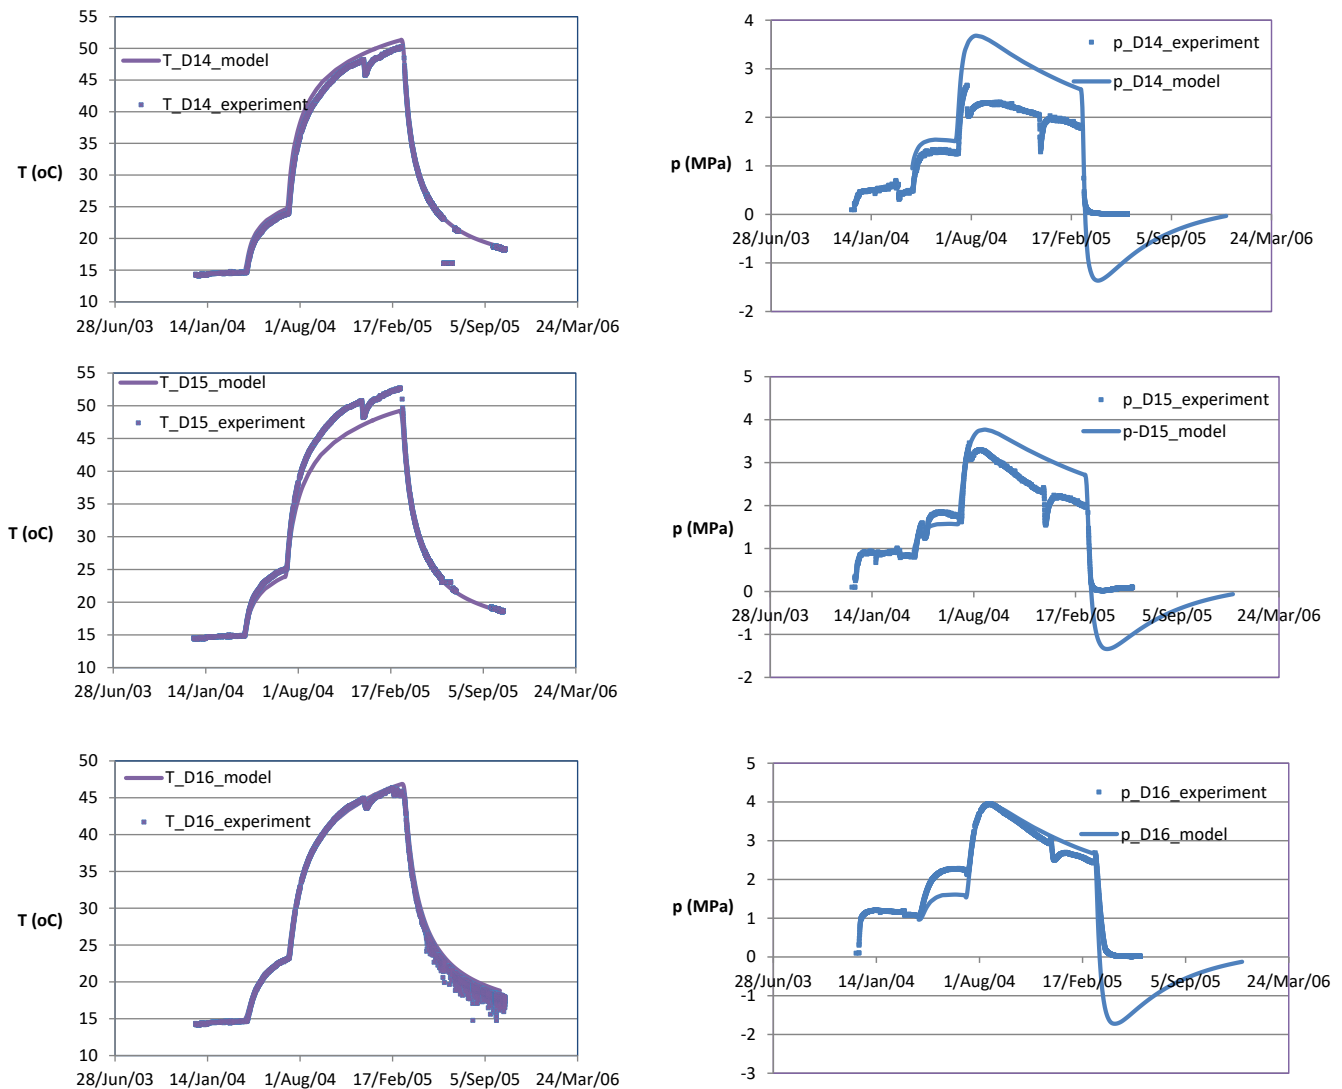 55
50
45
40
35
30
25
20
15
10
T (oC)
T_D14_model
T_D14_experiment
28/Jun/03 14/Jan/04 1/Aug/04 17/Feb/05 5/Sep/05 24/Mar/06
4
3
2
1
0
-1
-2
p (MPa)
p_D14_experiment
p_D14_model
28/Jun/03 14/Jan/04 1/Aug/04 17/Feb/05 5/Sep/05 24/Mar/06
55
50
45
40
35
30
25
20
15
10
T (oC)
T_D15_model
T_D15_experiment
28/Jun/03 14/Jan/04 1/Aug/04 17/Feb/05 5/Sep/05 24/Mar/06
5
4
3
2
1
0
-1
-2
p (MPa)
p_D15_experiment
p-D15_model
28/Jun/03 14/Jan/04 1/Aug/04 17/Feb/05 5/Sep/05 24/Mar/06
50
45
40
35
30
25
20
15
10
T (oC)
T_D16_model
T_D16_experiment
28/Jun/03 14/Jan/04 1/Aug/04 17/Feb/05 5/Sep/05 24/Mar/06
5
4
3
2
1
0
-1
-2
-3
p (MPa)
p_D16_experiment
p_D16_model
28/Jun/03 14/Jan/04 1/Aug/04 17/Feb/05 5/Sep/05 24/Mar/06